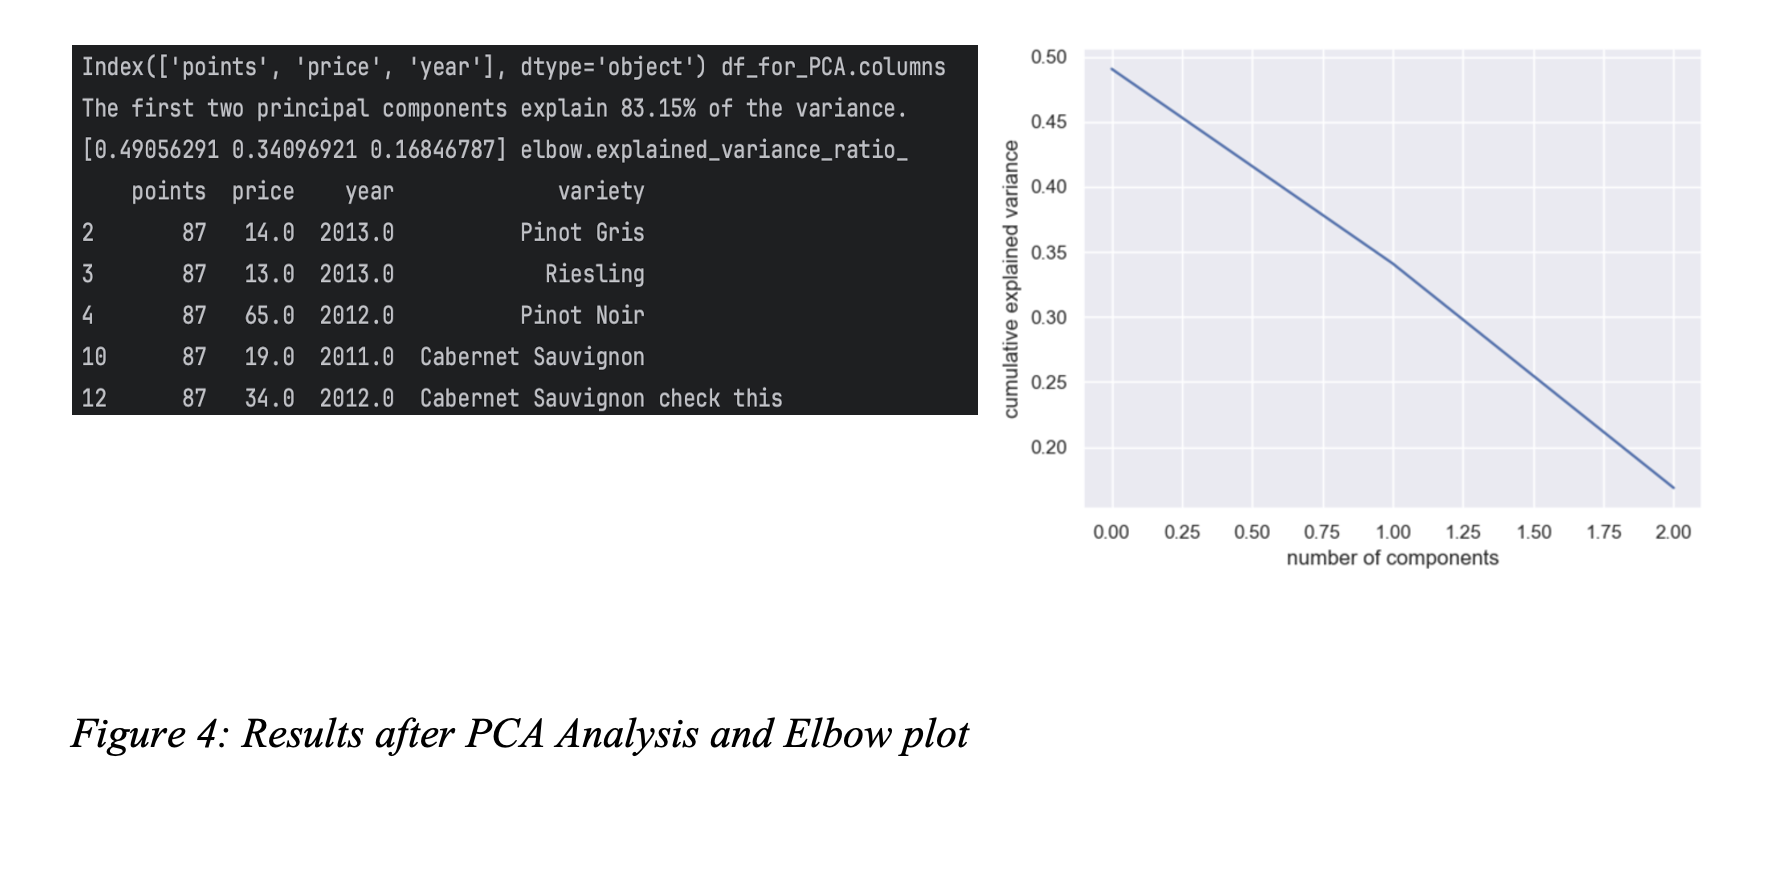 Index(['points', 'price', 'year'], dtype='object') df_for_PCA.columns
The first two principal components explain 83.15% of the variance.
[0.49056291 0.34096921 0.16846787] elbow.explained_variance_ratio_
points price year variety
2 87 14.0 2013.0 Pinot Gris
3 87 13.0 2013.0 Riesling
4 87 65.0 2012.0 Pinot Noir
10 87 19.0 2011.0 Cabernet Sauvignon
12 87 34.0 2012.0 Cabernet Sauvignon check this
cumulative explained variance
0.50
0.45
0.40
0.35
0.30
0.25
0.20
0.00 0.25 0.50 0.75 1.00 1.25 1.50 1.75 2.00
number of components
Figure 4: Results after PCA Analysis and Elbow plot